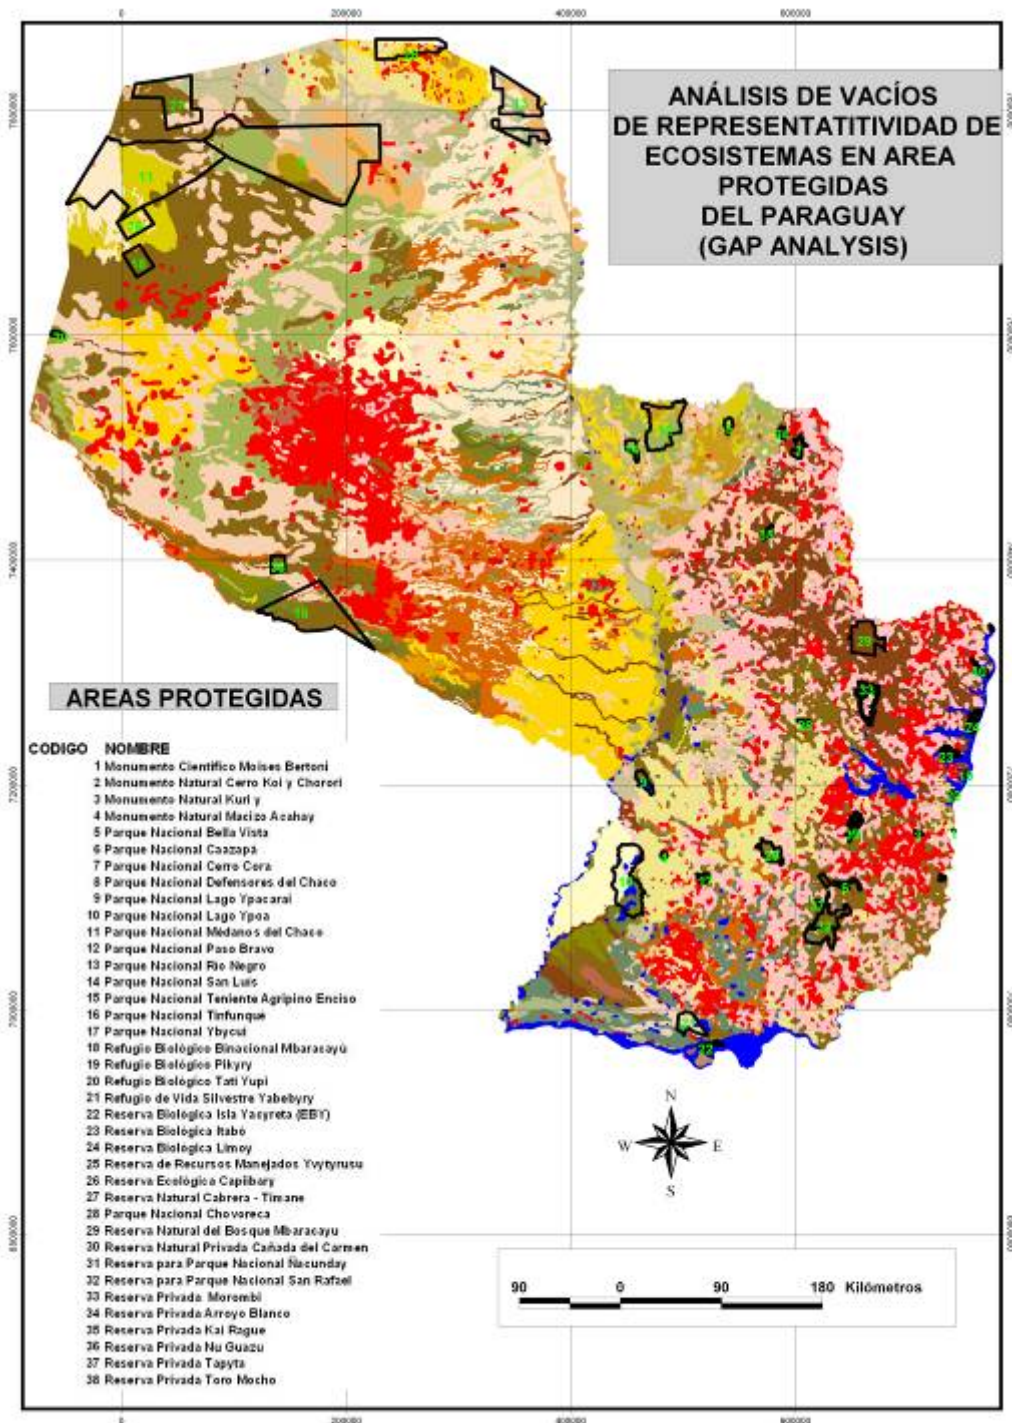 0 200000 400000 600000
ANÁLISIS DE VACÍOS
DE REPRESENTATITIVIDAD DE
ECOSISTEMAS EN AREA
PROTEGIDAS
DEL PARAGUAY
(GAP ANALYSIS)
AREAS PROTEGIDAS
CODIGO NOMBRE
1 Monumento Científico Moises Bertoni
2 Monumento Natural Cerro Koi y Chorori
3 Monumento Natural Kuri y
4 Monumento Natural Macizo Acahay
5 Parque Nacional Bella Vista
6 Parque Nacional Caazapá
7 Parque Nacional Cerro Cora
8 Parque Nacional Defensores del Chaco
9 Parque Nacional Lago Ypacarai
10 Parque Nacional Lago Ypoa
11 Parque Nacional Médanos del Chaco
12 Parque Nacional Paso Bravo
13 Parque Nacional Rio Negro
14 Parque Nacional San Luis
15 Parque Nacional Teniente Agripino Enciso
16 Parque Nacional Tinfunque
17 Parque Nacional Ybycuí
18 Refugio Biológico Binacional Mbaracayú
19 Refugio Biológico Pikyry
20 Refugio Biológico Tati Yupi
21 Refugio de Vida Silvestre Yabebyry
22 Reserva Biológica Isla Yacyreta (EBY)
23 Reserva Biológica Itabó
24 Reserva Biológica Limoy
25 Reserva de Recursos Manejados Yvytyrusu
26 Reserva Ecológica Capiibary
27 Reserva Natural Cabrera - Timane
28 Parque Nacional Chovoreca
29 Reserva Natural del Bosque Mbaracayu
30 Reserva Natural Privada Cañada del Carmen
31 Reserva para Parque Nacional Ñacunday
32 Reserva para Parque Nacional San Rafael
33 Reserva Privada Morombi
34 Reserva Privada Arroyo Blanco
35 Reserva Privada Kai Rague
36 Reserva Privada Nu Guazu
37 Reserva Privada Tapyta
38 Reserva Privada Toro Mocho
N
W E
S
90 0 90 180 Kilómetros
0 200000 400000 600000